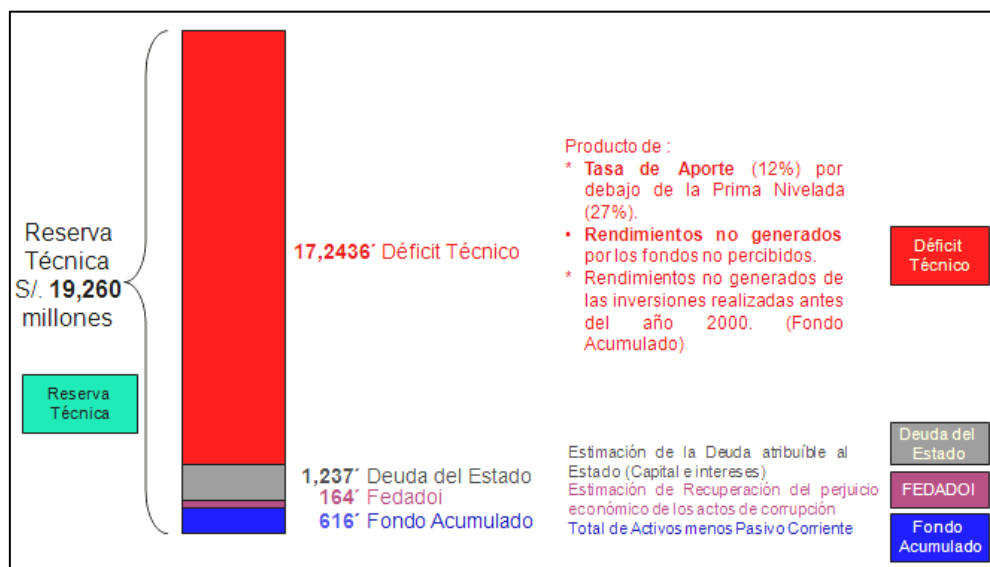 Reserva
Técnica
S/. 19,260
millones
Reserva
Técnica
17,2436´ Déficit Técnico
1,237´ Deuda del Estado
164´ Fedadoi
616´ Fondo Acumulado
Producto de :
* Tasa de Aporte (12%) por
debajo de la Prima Nivelada
(27%).
• Rendimientos no generados
por los fondos no percibidos.
* Rendimientos no generados de
las inversiones realizadas antes
del año 2000. (Fondo
Acumulado)
Estimación de la Deuda atribuíble al
Estado (Capital e intereses)
Estimación de Recuperación del perjuicio
económico de los actos de corrupción
Total de Activos menos Pasivo Corriente
Déficit
Técnico
Deuda del
Estado
FEDADOI
Fondo
Acumulado